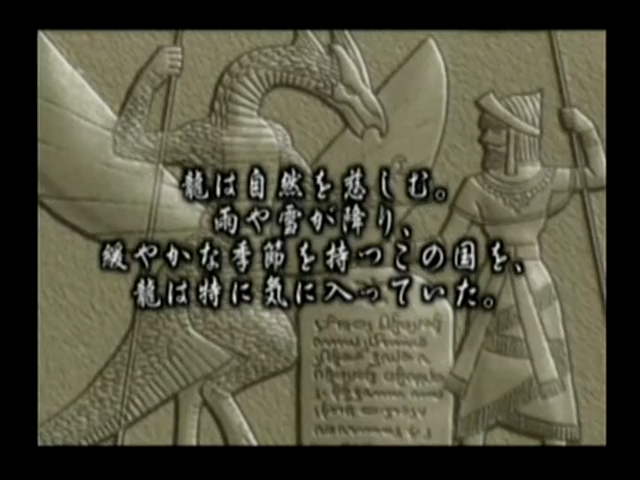 龍は自然を慈しむ。
雨や雪が降り、
緩やかな季節を持つこの国を、
龍は特に気に入っていた。